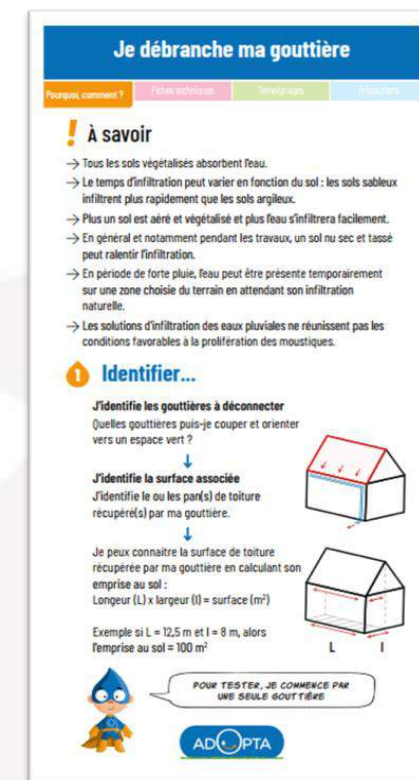 Je débranche ma gouttière
Pourquoi, comment ?
Fiches techniques
Témoignages
Précautions
! À savoir
→ Tous les sols végétalisés absorbent l'eau.
→ Le temps d'infiltration peut varier en fonction du sol : les sols sableux
infiltrent plus rapidement que les sols argileux.
→ Plus un sol est aéré et végétalisé et plus l'eau s'infiltrera facilement.
→ En général et notamment pendant les travaux, un sol nu sec et tassé
peut ralentir l'infiltration.
→ En période de forte pluie, l'eau peut être présente temporairement
sur une zone choisie du terrain en attendant son infiltration
naturelle.
→ Les solutions d'infiltration des eaux pluviales ne réunissent pas les
conditions favorables à la prolifération des moustiques.
1 Identifier...
J'identifie les gouttières à déconnecter
Quelles gouttières puis-je couper et orienter
vers un espace vert ?
↓
J'identifie la surface associée
J'identifie le ou les pan(s) de toiture
récupéré(s) par ma gouttière.
↓
Je peux connaitre la surface de toiture
récupérée par ma gouttière en calculant son
emprise au sol :
Longeur (L) x largeur (l) = surface (m²)
Exemple si L = 12,5 m et l = 8 m, alors
l'emprise au sol = 100 m²
L l
POUR TESTER, JE COMMENCE PAR
UNE SEULE GOUTTIÈRE
ADOPTA